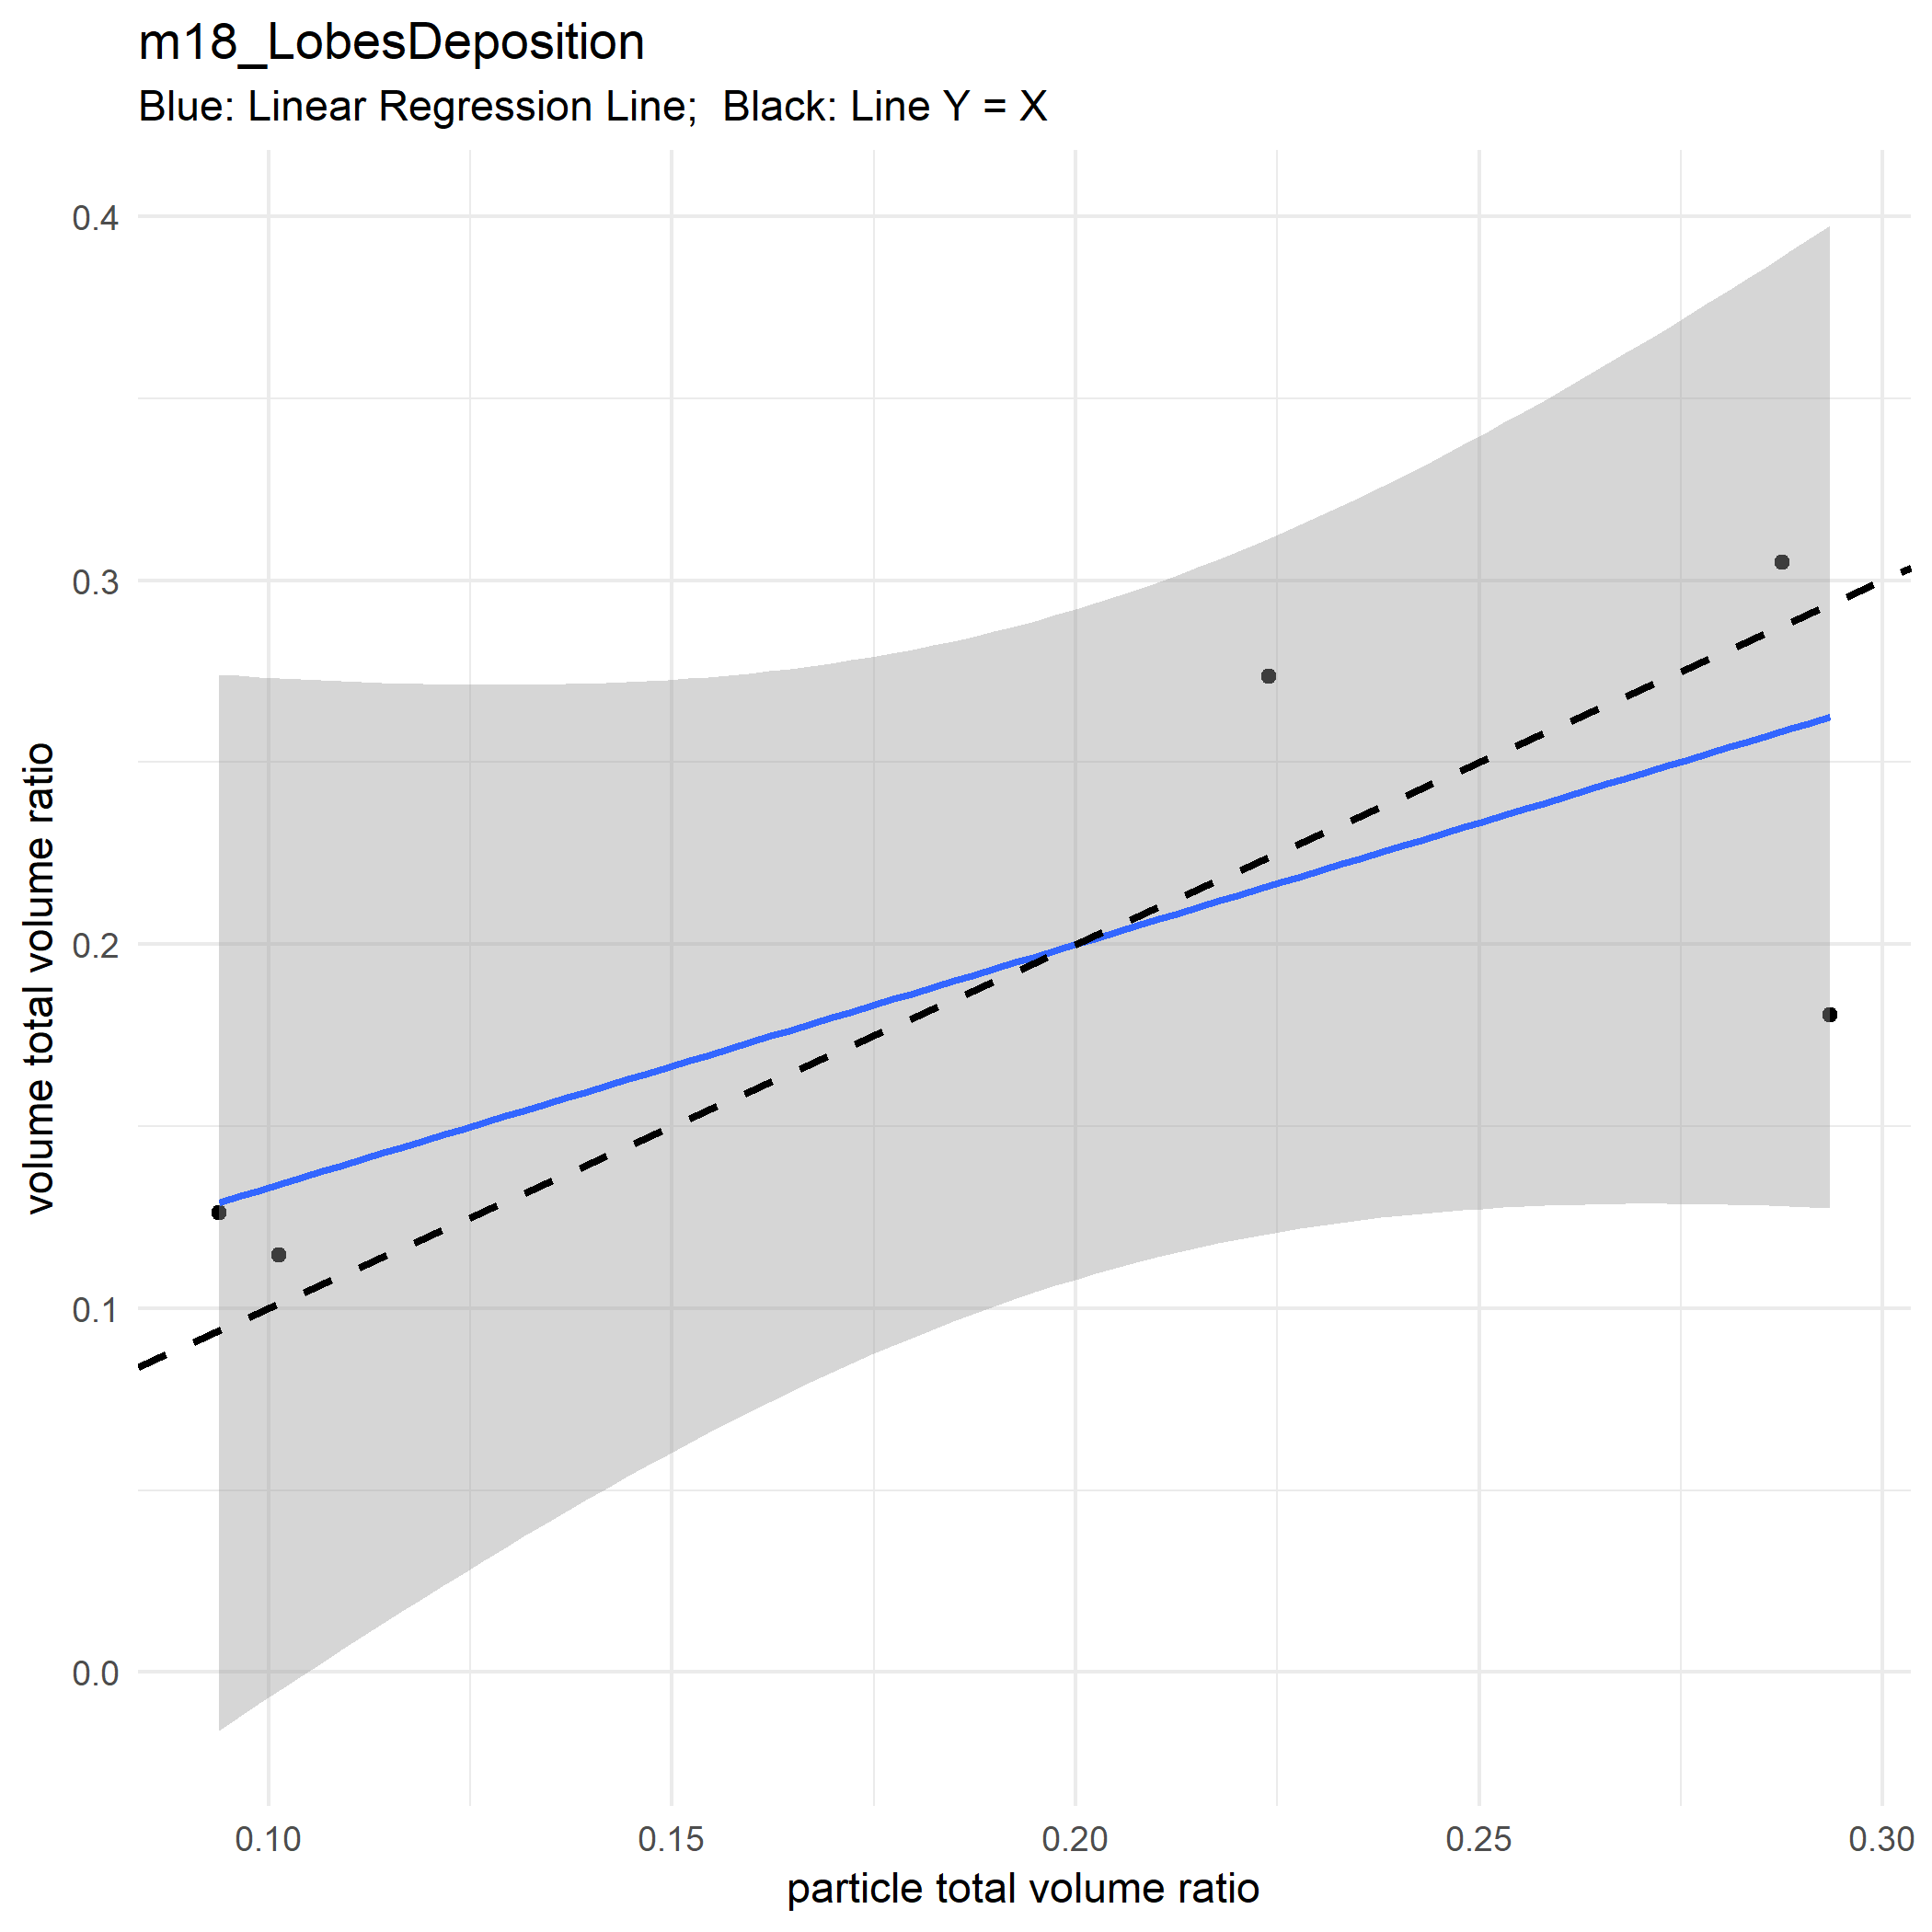 m18_LobesDeposition
Blue: Linear Regression Line;  Black: Line Y = X
0.4
0.3
0.2
0.1
0.0
volume total volume ratio
0.10 0.15 0.20 0.25 0.30
particle total volume ratio